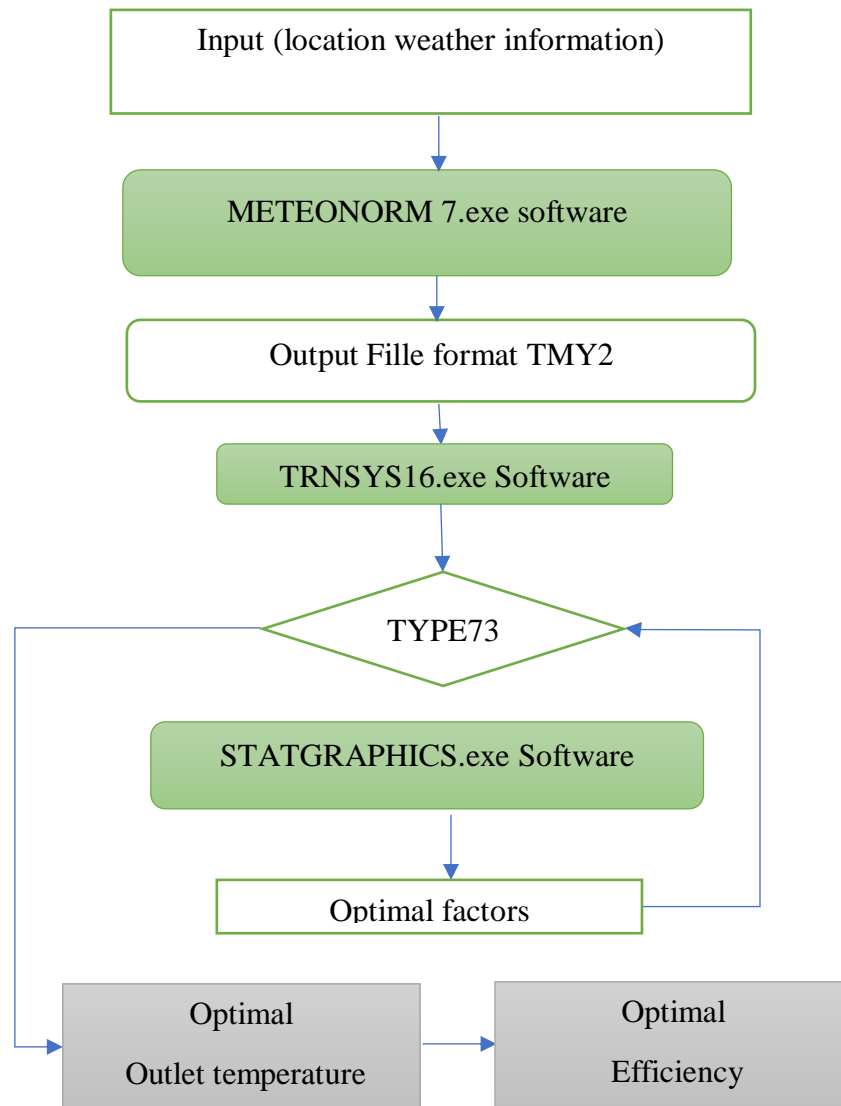 Input (location weather information)
METEONORM 7.exe software
Output Fille format TMY2
TRNSYS16.exe Software
TYPE73
STATGRAPHICS.exe Software
Optimal factors
Optimal
Outlet temperature
Optimal
Efficiency